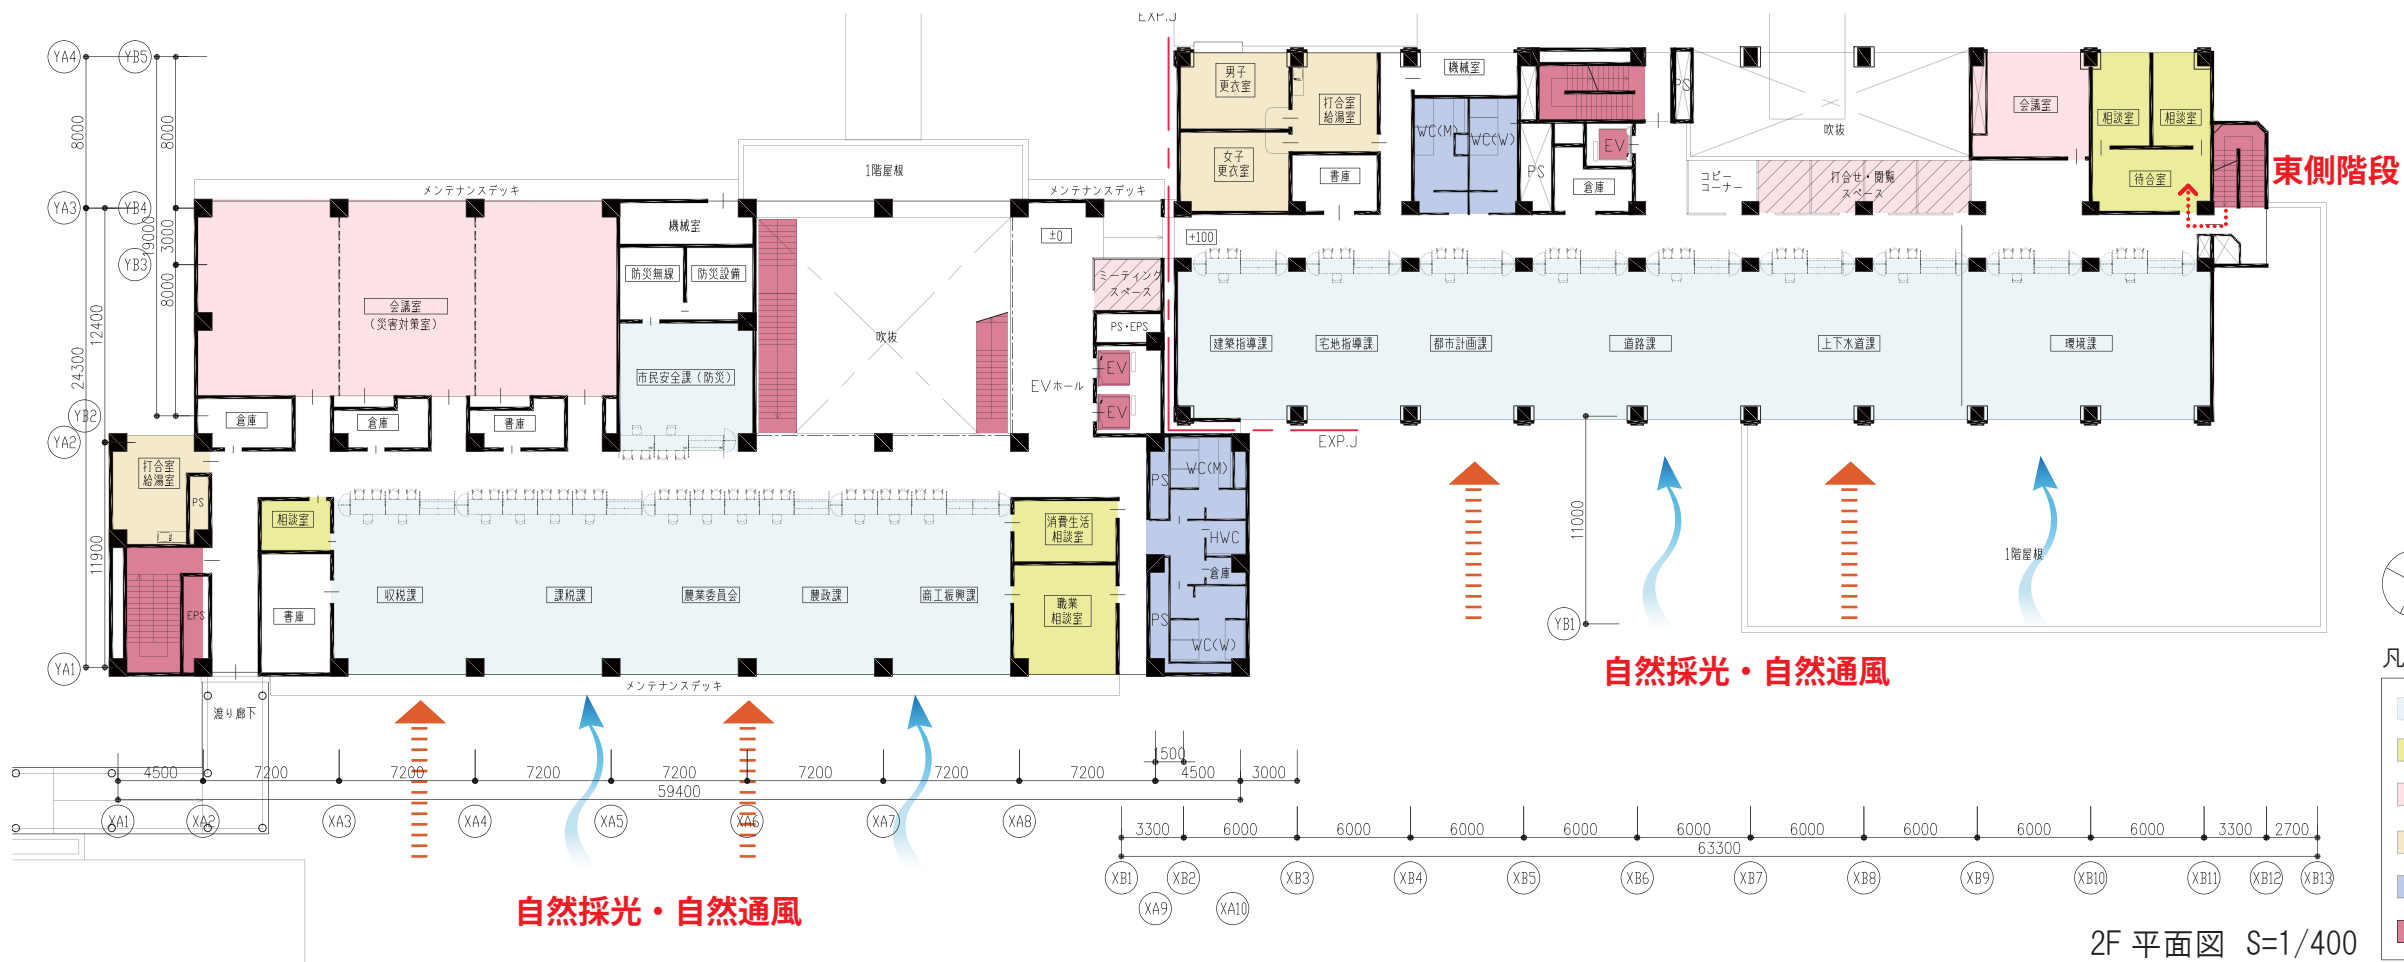 EXP.J
YA4
YB5
8000
8000
YA3
YB4
19000
3000
YB3
8000
12400
24300
YB2
YA2
11900
YA1
メンテナンスデッキ
1階屋根
メンテナンスデッキ
機械室
±0
防災無線
防災設備
ミーティング
スペース
会議室
(災害対策室)
吹抜
PS・EPS
市民安全課(防災)
EV
EVホール
EV
倉庫
倉庫
書庫
打合室
給湯室
PS
相談室
消費生活
相談室
EPS
書庫
収税課
課税課
農業委員会
農政課
商工振興課
職業
相談室
WC(M)
PS
HWC
倉庫
PS
WC(W)
メンテナンスデッキ
渡り廊下
男子
更衣室
打合室
給湯室
機械室
女子
更衣室
書庫
WC(M)
WC(W)
PS
EV
倉庫
PS
吹抜
コピー
コーナー
打合せ・閲覧
スペース
会議室
相談室
相談室
待合室
東側階段
+100
建築指導課
宅地指導課
都市計画課
道路課
上下水道課
環境課
EXP.J
11000
YB1
1階屋根
自然採光・自然通風
凡
1500
4500
7200
7200
7200
7200
7200
7200
7200
4500
3000
59400
XA1
XA2
XA3
XA4
XA5
XA6
XA7
XA8
3300
6000
6000
6000
6000
6000
6000
6000
6000
6000
3300
2700
63300
XB1
XB2
XB3
XB4
XB5
XB6
XB7
XB8
XB9
XB10
XB11
XB12
XB13
XA9
XA10
自然採光・自然通風
2F 平面図 S=1/400